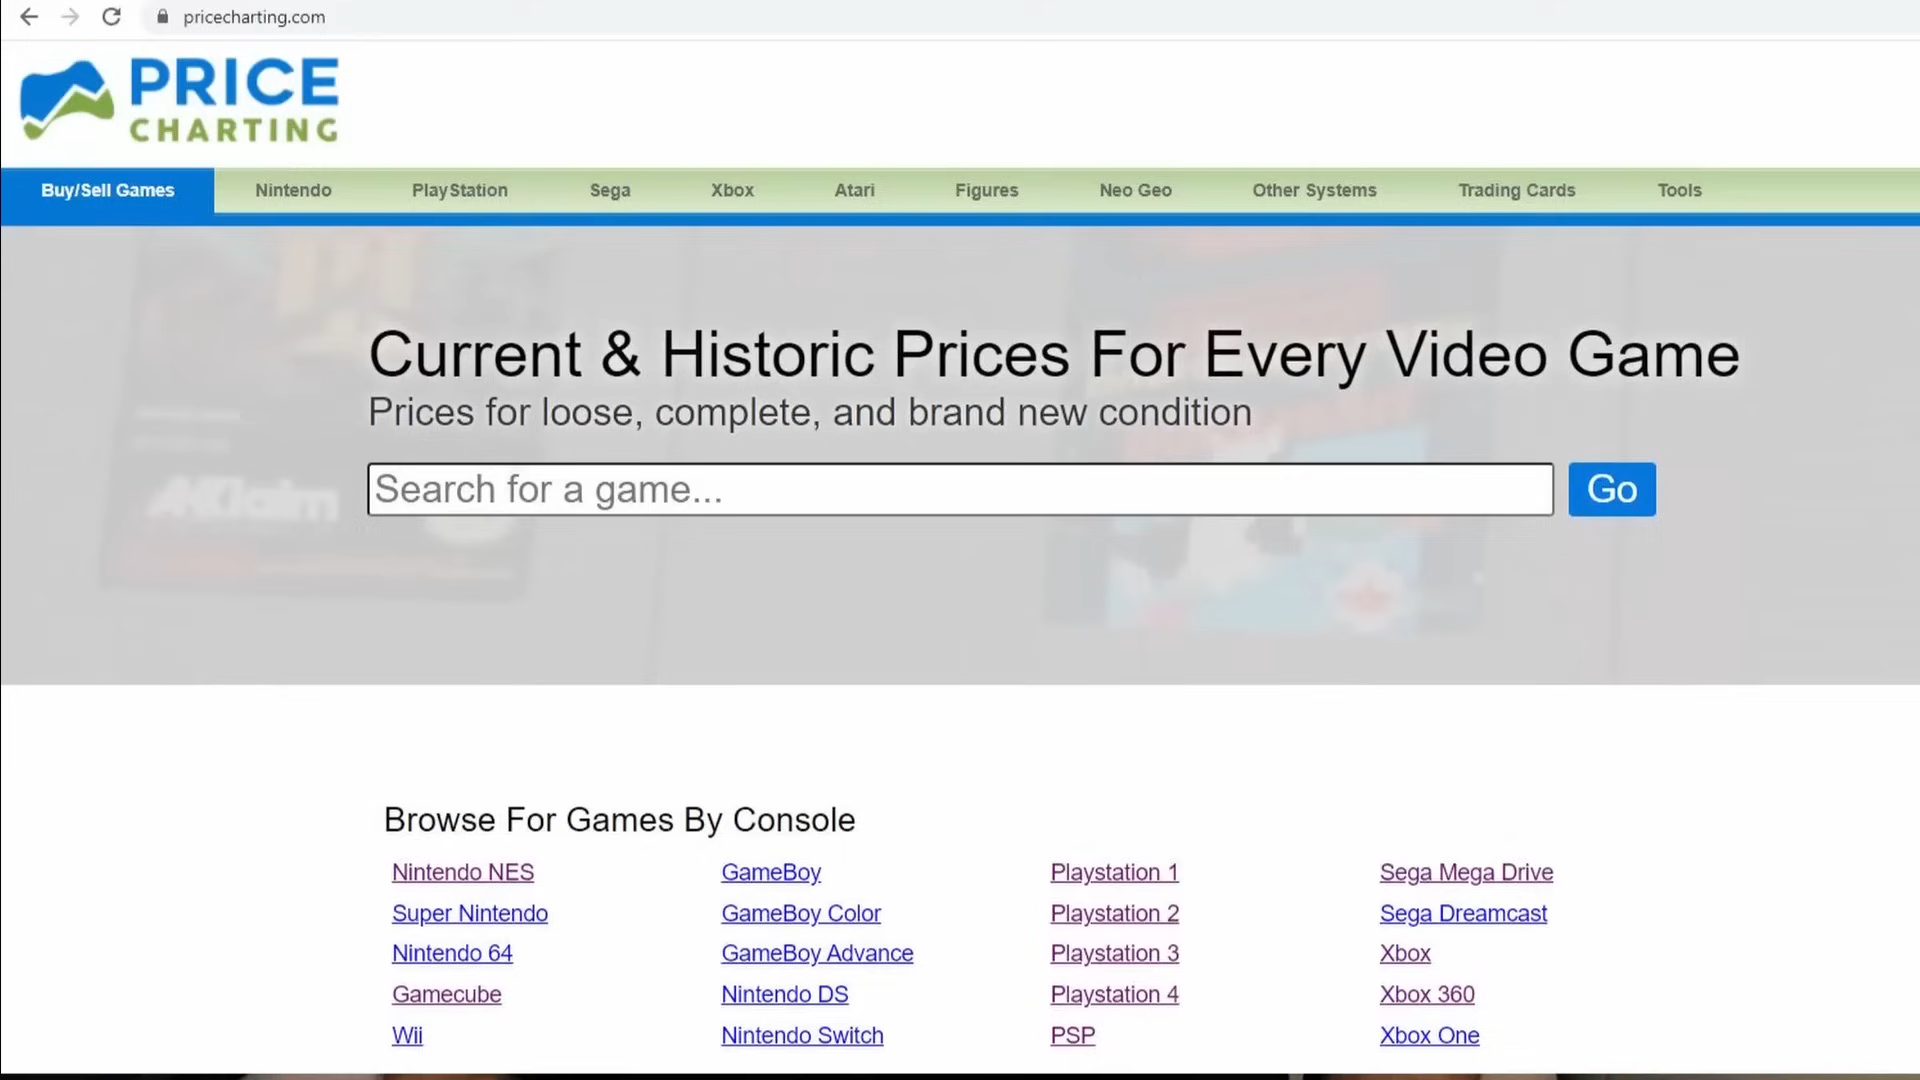 pricecharting.com
PRICE
CHARTING
Buy/Sell Games Nintendo PlayStation Sega Xbox Atari Figures Neo Geo Other Systems Trading Cards Tools
Current & Historic Prices For Every Video Game
Prices for loose, complete, and brand new condition
Search for a game... Go
AKlaim
Browse For Games By Console
Nintendo NES GameBoy Playstation 1 Sega Mega Drive
Super Nintendo GameBoy Color Playstation 2 Sega Dreamcast
Nintendo 64 GameBoy Advance Playstation 3 Xbox
Gamecube Nintendo DS Playstation 4 Xbox 360
Wii Nintendo Switch PSP Xbox One